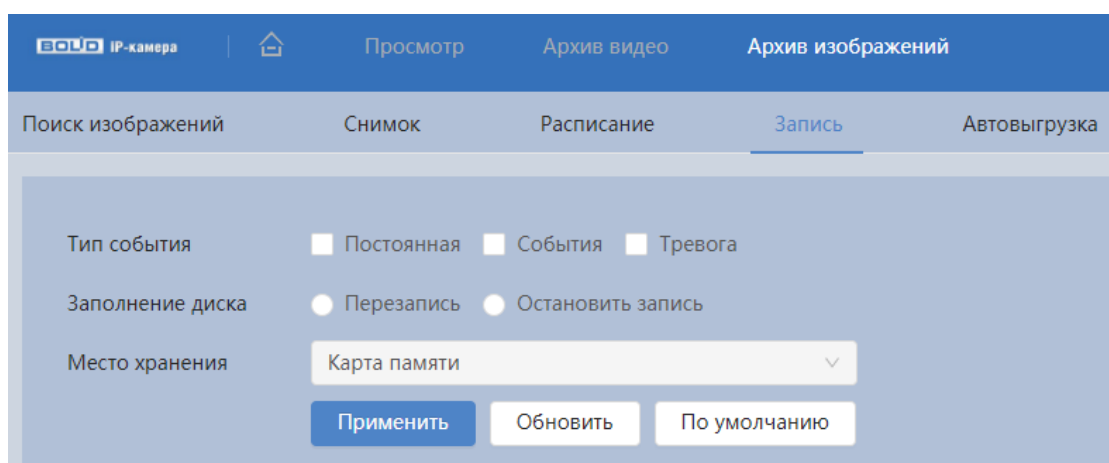 BOLID IP-камера Просмотр Архив видео Архив изображений
Поиск изображений Снимок Расписание Запись Автовыгрузка
Тип события Постоянная События Тревога
Заполнение диска Перезапись Остановить запись
Место хранения Карта памяти
Применить Обновить По умолчанию